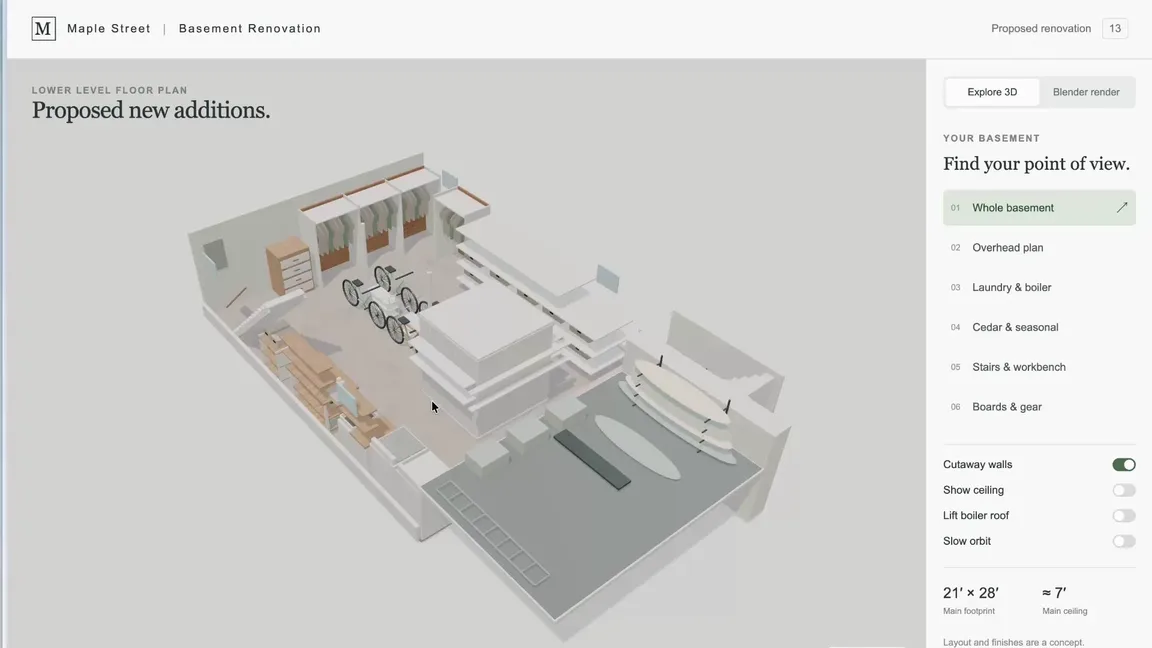 M Maple Street | Basement Renovation
Proposed renovation 13
LOWER LEVEL FLOOR PLAN
Proposed new additions.
Explore 3D Blender render
YOUR BASEMENT
Find your point of view.
01 Whole basement ↗
02 Overhead plan
03 Laundry & boiler
04 Cedar & seasonal
05 Stairs & workbench
06 Boards & gear
Cutaway walls
Show ceiling
Lift boiler roof
Slow orbit
21′ × 28′ ≈ 7′
Main footprint Main ceiling
Layout and finishes are a concept.